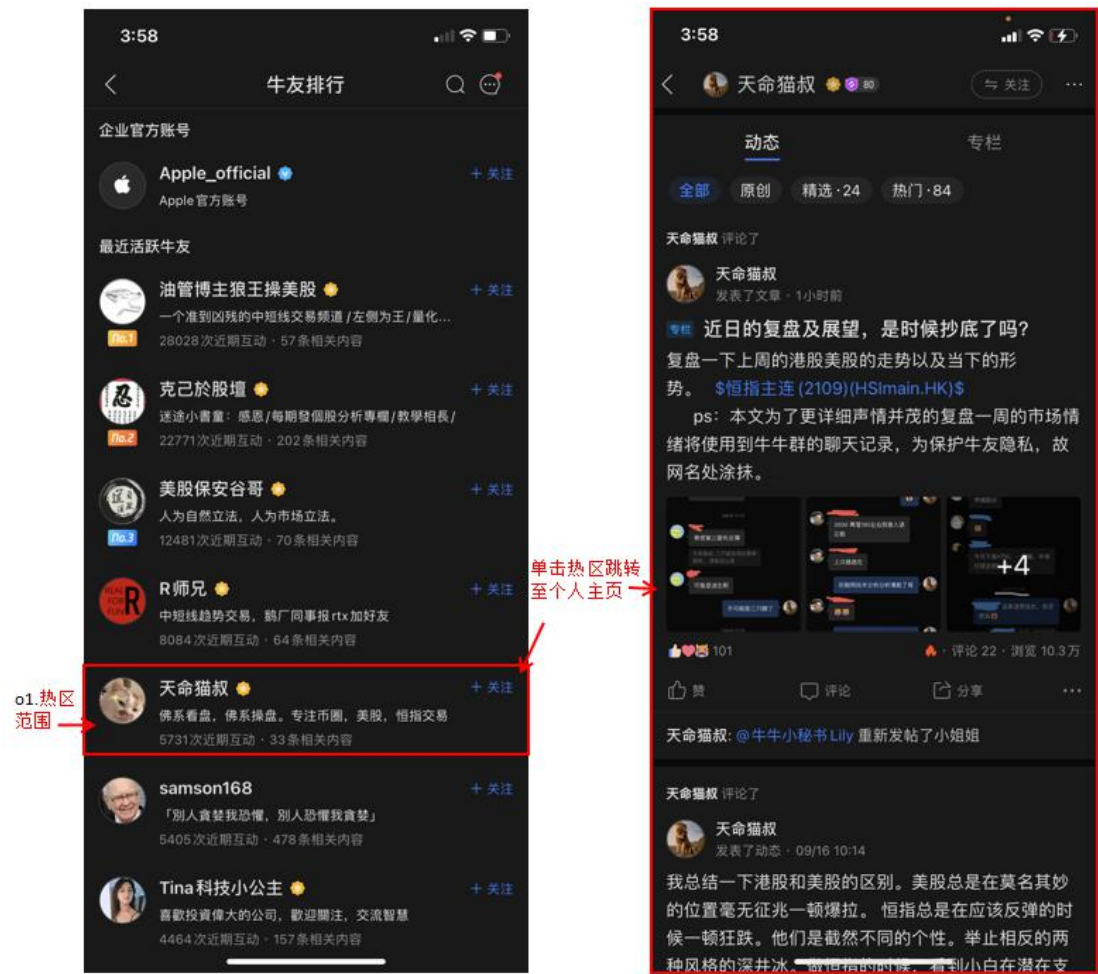 3:58
牛友排行
企业官方账号
Apple_official
+ 关注
Apple官方账号
最近活跃牛友
油管博主狼王操美股
+ 关注
一个准到凶残的中短线交易频道/左侧为王/量化...
No.1
28028次近期互动 · 57条相关内容
克己於股壇
+ 关注
迷途小書童：感恩/每期發個股分析專欄/教學相長/
No.2
22771次近期互动 · 202条相关内容
美股保安谷哥
+ 关注
人为自然立法，人为市场立法。
No.3
12481次近期互动 · 70条相关内容
REAL FOR FUN R
R师兄
+ 关注
中短线趋势交易，鹅厂同事报rtx加好友
8084次近期互动 · 64条相关内容
o1.热区
范围
天命猫叔
+ 关注
佛系看盘，佛系操盘。专注币圈，美股，恒指交易
5731次近期互动 · 33条相关内容
samson168
+ 关注
「別人貪婪我恐懼，別人恐懼我貪婪」
5405次近期互动 · 478条相关内容
Tina科技小公主
+ 关注
喜歡投資偉大的公司，歡迎關注，交流智慧
4464次近期互动 · 157条相关内容
单击热区跳转
至个人主页
3:58
天命猫叔
80
关注
动态
专栏
全部
原创
精选·24
热门·84
天命猫叔 评论了
天命猫叔
发表了文章 · 1小时前
专栏 近日的复盘及展望，是时候抄底了吗?
复盘一下上周的港股美股的走势以及当下的形
势。 $恒指主连(2109)(HSImain.HK)$
ps：本文为了更详细声情并茂的复盘一周的市场情
绪将使用到牛牛群的聊天记录，为保护牛友隐私，故
网名处涂抹。
+4
101
评论 22 · 浏览 10.3万
赞
评论
分享
天命猫叔: @牛牛小秘书Lily 重新发帖了小姐姐
天命猫叔 评论了
天命猫叔
发表了动态 · 09/16 10:14
我总结一下港股和美股的区别。美股总是在莫名其妙
的位置毫无征兆一顿爆拉。 恒指总是在应该反弹的时
候一顿狂跌。他们是截然不同的个性。举止相反的两
种风格的深井冰。做恒指的时候，看到小白在潜在支